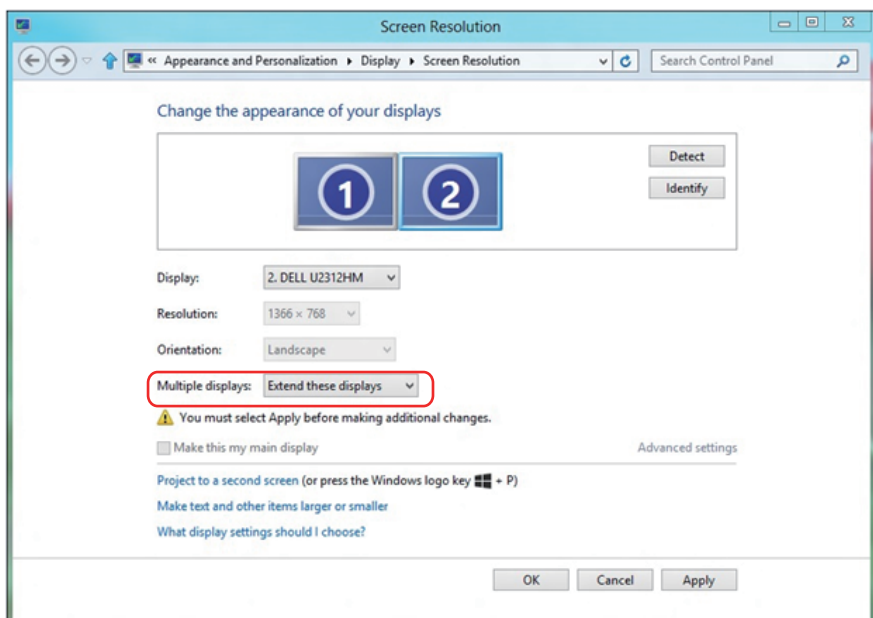 Screen Resolution
« Appearance and Personalization ▸ Display ▸ Screen Resolution
Search Control Panel
Change the appearance of your displays
1 2
Detect
Identify
Display: 2. DELL U2312HM
Resolution: 1366 × 768
Orientation: Landscape
Multiple displays: Extend these displays
You must select Apply before making additional changes.
Make this my main display Advanced settings
Project to a second screen (or press the Windows logo key + P)
Make text and other items larger or smaller
What display settings should I choose?
OK Cancel Apply